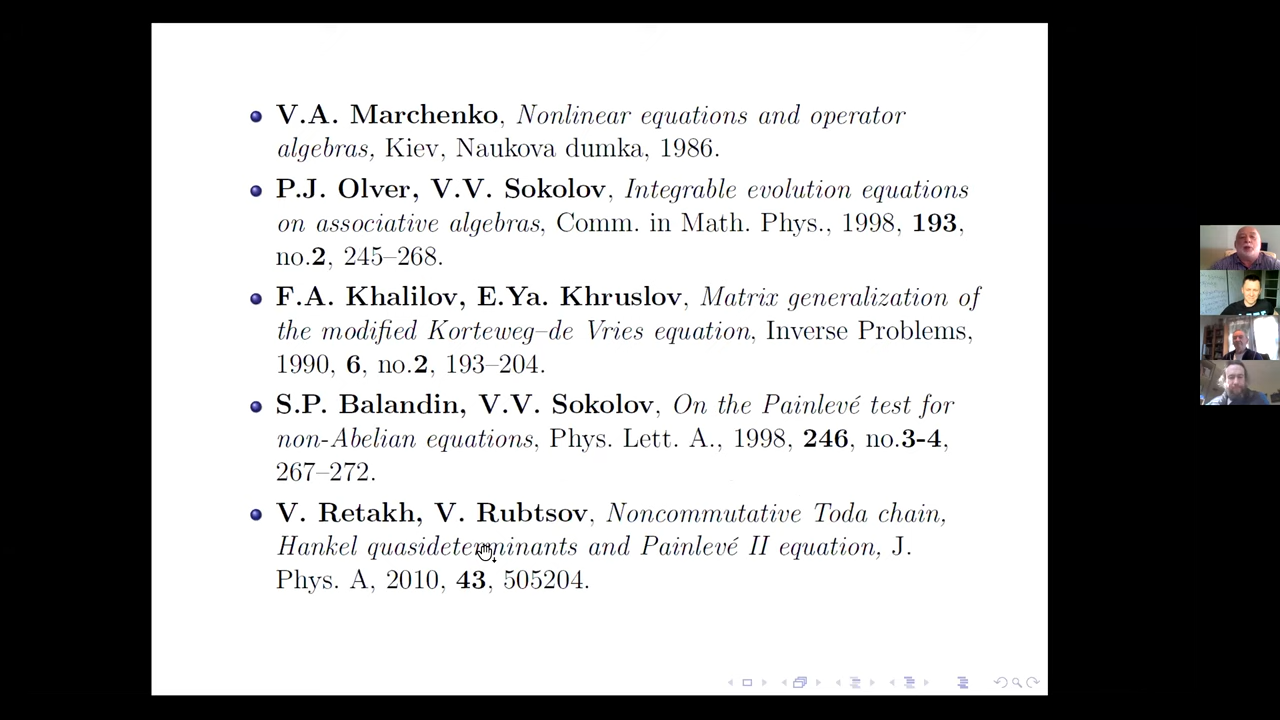 V.A. Marchenko, Nonlinear equations and operator
algebras, Kiev, Naukova dumka, 1986.
P.J. Olver, V.V. Sokolov, Integrable evolution equations
on associative algebras, Comm. in Math. Phys., 1998, 193,
no.2, 245–268.
F.A. Khalilov, E.Ya. Khruslov, Matrix generalization of
the modified Korteweg–de Vries equation, Inverse Problems,
1990, 6, no.2, 193–204.
S.P. Balandin, V.V. Sokolov, On the Painlevé test for
non-Abelian equations, Phys. Lett. A., 1998, 246, no.3-4,
267–272.
V. Retakh, V. Rubtsov, Noncommutative Toda chain,
Hankel quasideterminants and Painlevé II equation, J.
Phys. A, 2010, 43, 505204.